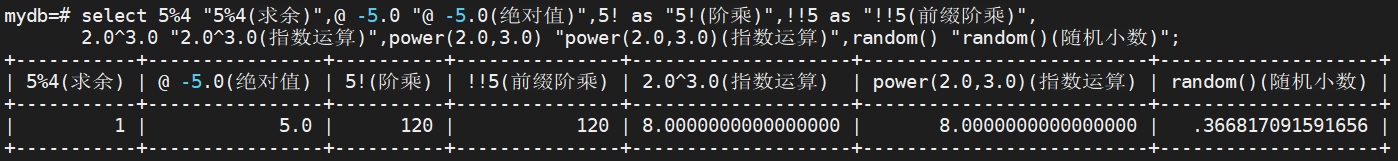 mydb=# select 5%4 "5%4(求余)",@ -5.0 "@ -5.0(绝对值)",5! as "5!(阶乘)",!!5 as "!!5(前缀阶乘)",
2.0^3.0 "2.0^3.0(指数运算)",power(2.0,3.0) "power(2.0,3.0)(指数运算)",random() "random()(随机小数)";
+-----------+----------------+----------+---------------+--------------------+--------------------------+--------------------+
| 5%4(求余) | @ -5.0(绝对值) | 5!(阶乘) | !!5(前缀阶乘) | 2.0^3.0(指数运算) | power(2.0,3.0)(指数运算) | random()(随机小数) |
+-----------+----------------+----------+---------------+--------------------+--------------------------+--------------------+
| 1 | 5.0 | 120 | 120 | 8.0000000000000000 | 8.0000000000000000 | .366817091591656 |
+-----------+----------------+----------+---------------+--------------------+--------------------------+--------------------+